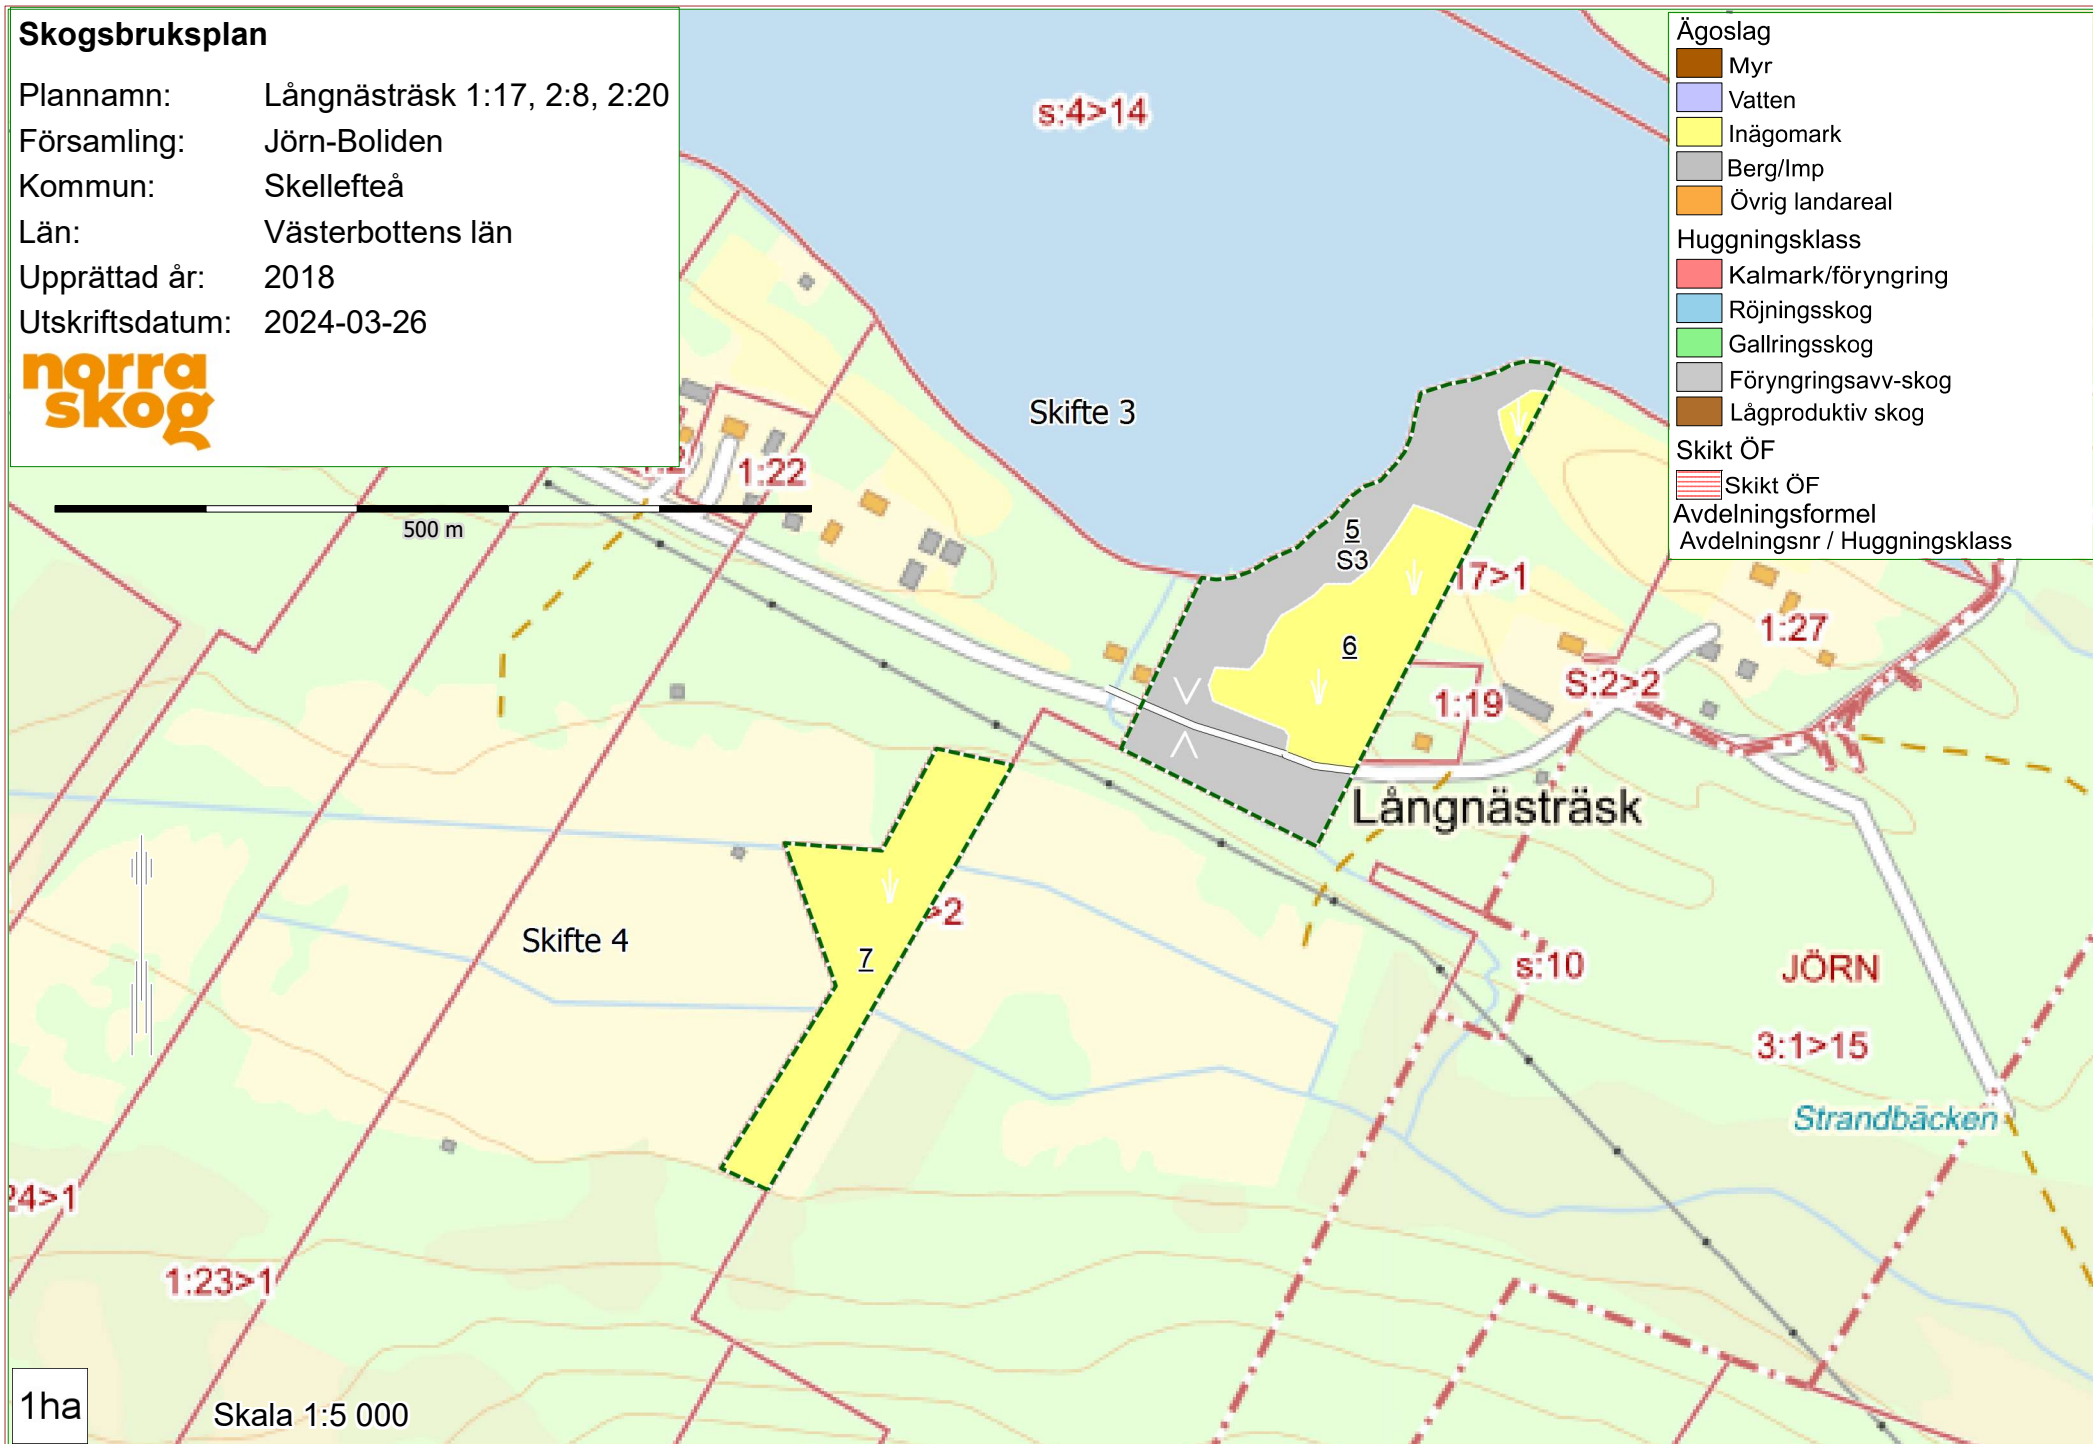 Skogsbruksplan
Plannamn: Långnästräsk 1:17, 2:8, 2:20
Församling: Jörn-Boliden
Kommun: Skellefteå
Län: Västerbottens län
Upprättad år: 2018
Utskriftsdatum: 2024-03-26
norra
skog
Ägoslag
Myr
Vatten
Inägomark
Berg/Imp
Övrig landareal
Huggningsklass
Kalmark/föryngring
Röjningsskog
Gallringsskog
Föryngringsavv-skog
Lågproduktiv skog
Skikt ÖF
Skikt ÖF
Avdelningsformel
Avdelningsnr / Huggningsklass
s:4>14
Skifte 3
1:22
500 m
5
S3
17>1
6
1:27
S:2>2
1:19
Långnästräsk
>2
Skifte 4
7
s:10
JÖRN
3:1>15
Strandbäcken
24>1
1:23>1
1ha
Skala 1:5 000